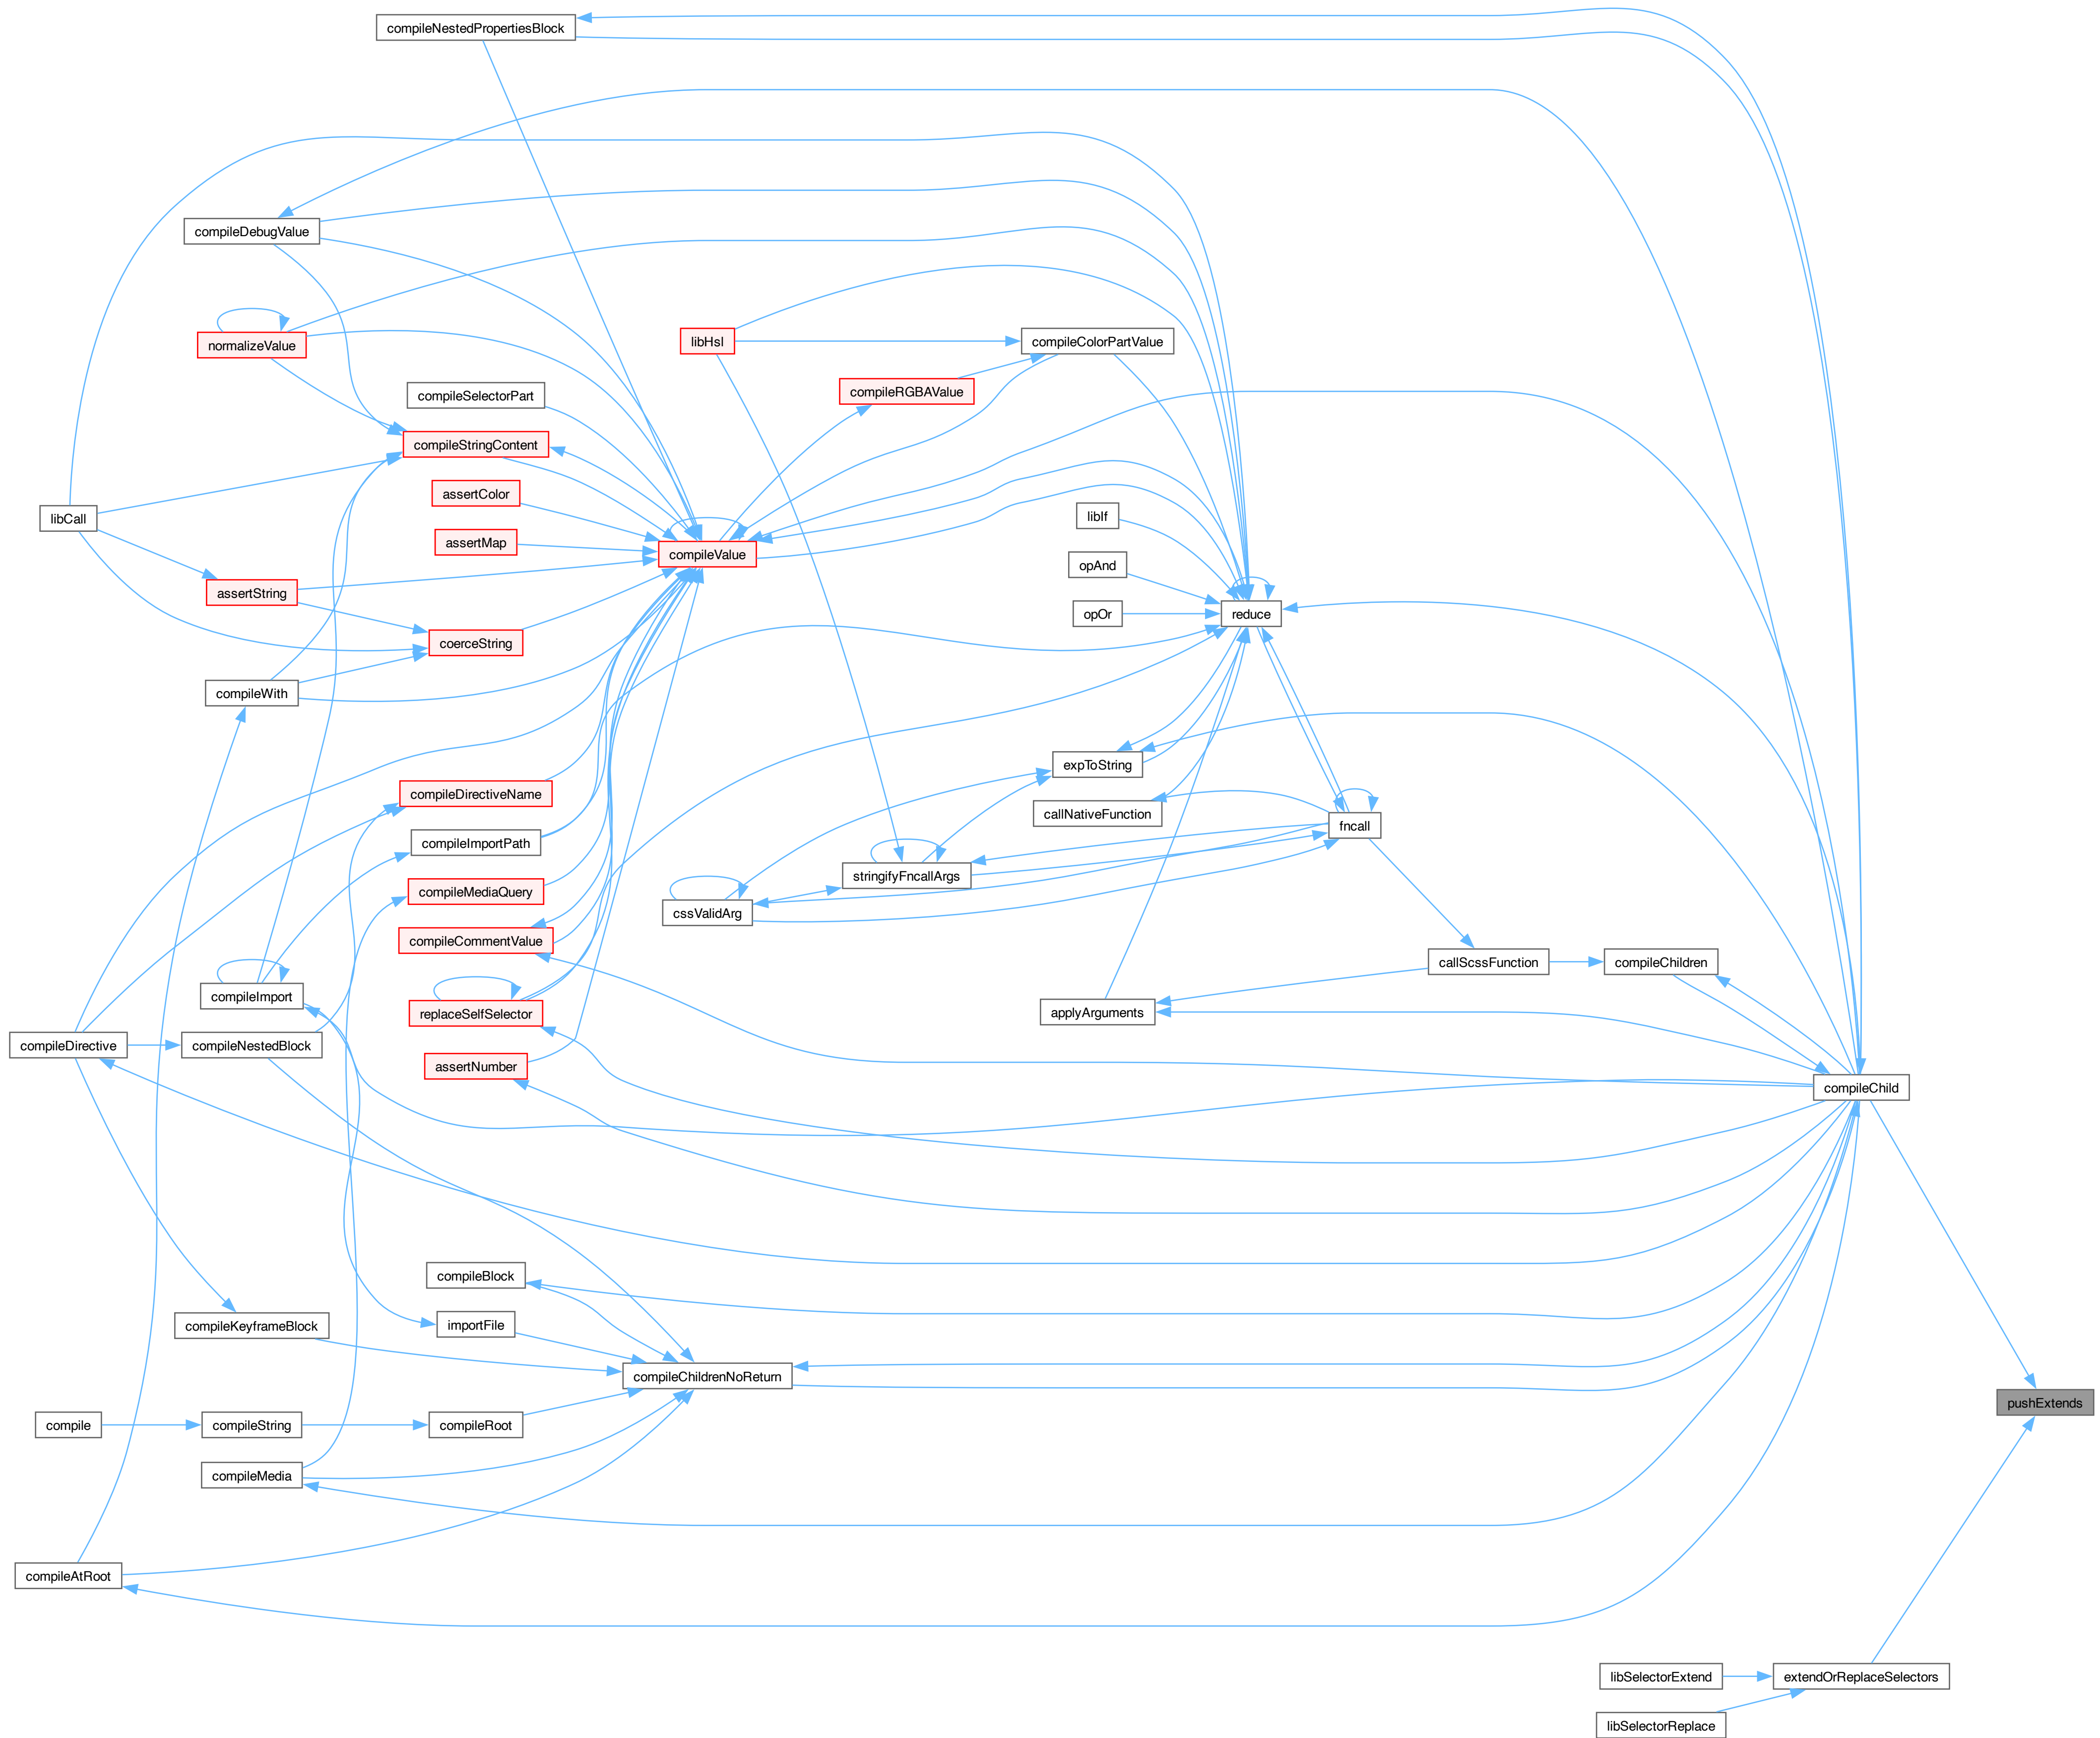 compileNestedPropertiesBlock
compileDebugValue
normalizeValue
libHsl
compileColorPartValue
compileSelectorPart
compileRGBAValue
compileStringContent
assertColor
libCall
libIf
assertMap
compileValue
opAnd
assertString
opOr
reduce
coerceString
compileWith
expToString
compileDirectiveName
callNativeFunction
fncall
compileImportPath
stringifyFncallArgs
compileMediaQuery
cssValidArg
compileCommentValue
callScssFunction
compileChildren
compileImport
replaceSelfSelector
applyArguments
compileDirective
compileNestedBlock
assertNumber
compileChild
compileBlock
compileKeyframeBlock
importFile
compileChildrenNoReturn
pushExtends
compile
compileString
compileRoot
compileMedia
compileAtRoot
libSelectorExtend
extendOrReplaceSelectors
libSelectorReplace